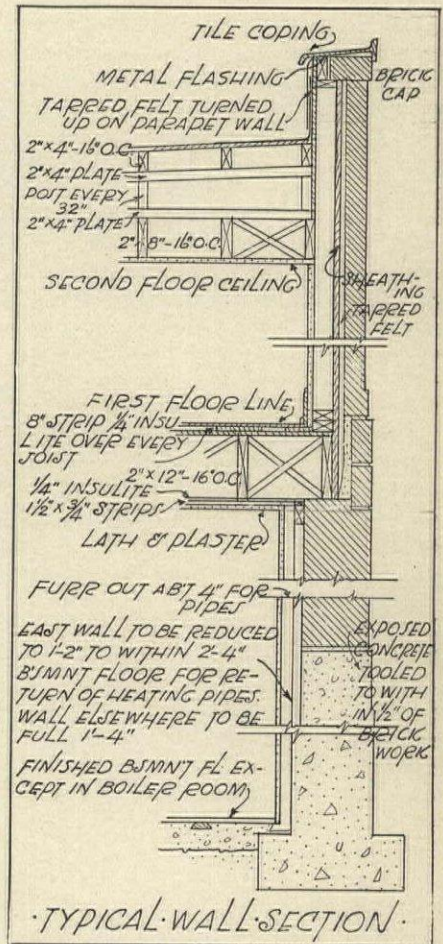 TILE COPING
METAL FLASHING
BRICK
CAP
TARRED FELT TURNED
UP ON PARAPET WALL
2"x4"-16"O.C.
2"x4" PLATE
POST EVERY
32"
2"x4" PLATE
2"-8"-16"O.C.
SECOND FLOOR CEILING
SHEATH-
ING
TARRED
FELT
FIRST FLOOR LINE
8" STRIP 1/4" INSU
LITE OVER EVERY
JOIST
2"x12"-16"O.C.
1/4" INSULITE
1 1/2"x3/4" STRIPS
LATH & PLASTER
FURR OUT AB'T 4" FOR
PIPES
EAST WALL TO BE REDUCED
TO 1'-2" TO WITHIN 2'-4"
B'SMNT FLOOR FOR RE-
TURN OF HEATING PIPES.
WALL ELSEWHERE TO BE
FULL 1'-4"
EXPOSED
CONCRETE
TOOLED
TO WITH
IN 1/2" OF
BRICK
WORK
FINISHED BSMN'T FL EX-
CEPT IN BOILER ROOM
·TYPICAL·WALL·SECTION·